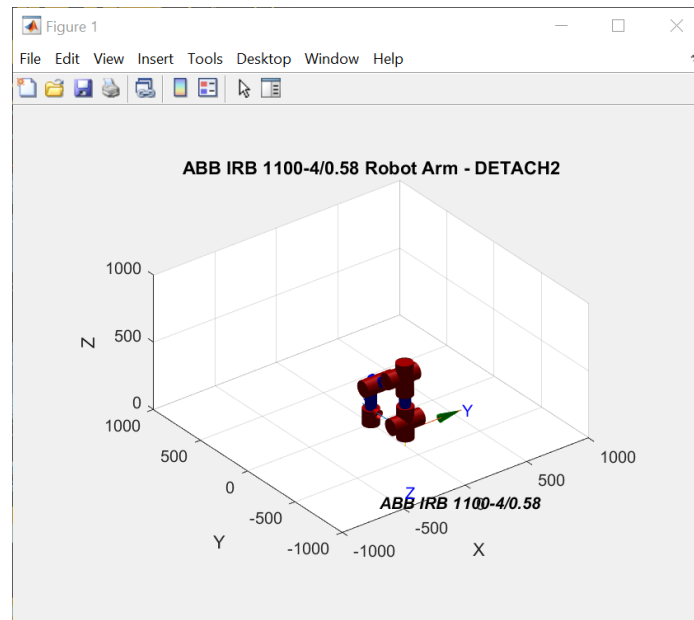 Figure 1
File Edit View Insert Tools Desktop Window Help
ABB IRB 1100-4/0.58 Robot Arm - DETACH2
1000
500
0
Z
1000
500
0
-500
-1000
Y
-1000
-500
0
500
1000
X
Y
Z
ABB IRB 1100-4/0.58